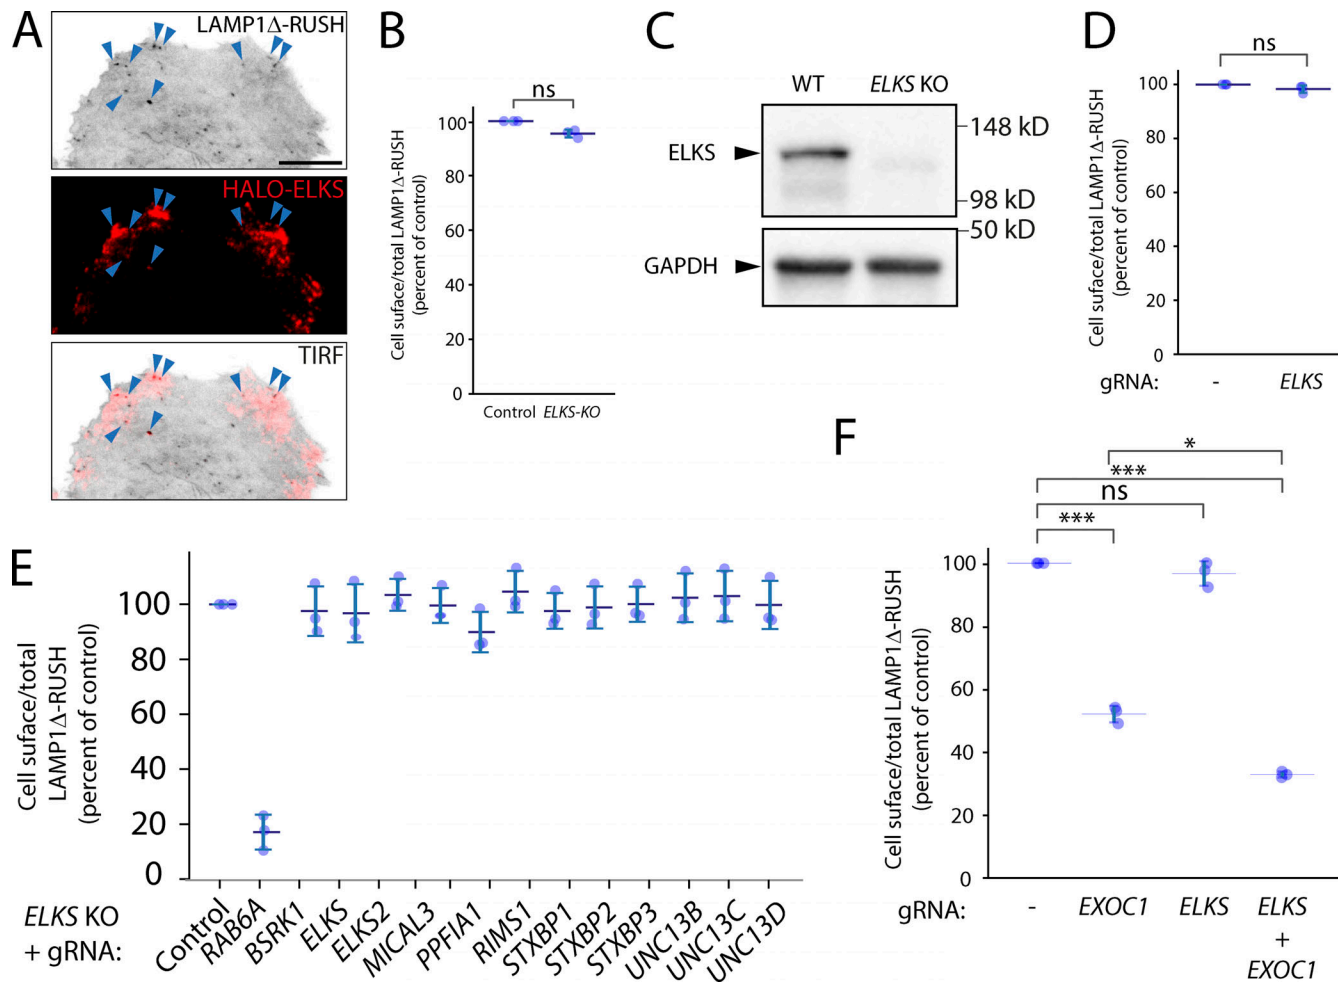 A
LAMP1Δ-RUSH
HALO-ELKS
TIRF
B
ns
Cell suface/total LAMP1Δ-RUSH
(percent of control)
100
80
60
40
20
0
Control
ELKS-KO
C
WT
ELKS KO
ELKS
148 kD
98 kD
50 kD
GAPDH
D
ns
Cell suface/total LAMP1Δ-RUSH
(percent of control)
100
80
60
40
20
0
gRNA:
-
ELKS
E
Cell suface/total
LAMP1Δ-RUSH
(percent of control)
100
80
60
40
20
0
ELKS KO
+ gRNA:
Control
RAB6A
BSRK1
ELKS
ELKS2
MICAL3
PPFIA1
RIMS1
STXBP1
STXBP2
STXBP3
UNC13B
UNC13C
UNC13D
F
*
***
ns
***
Cell suface/total LAMP1Δ-RUSH
(percent of control)
100
80
60
40
20
0
gRNA:
-
EXOC1
ELKS
ELKS
+
EXOC1